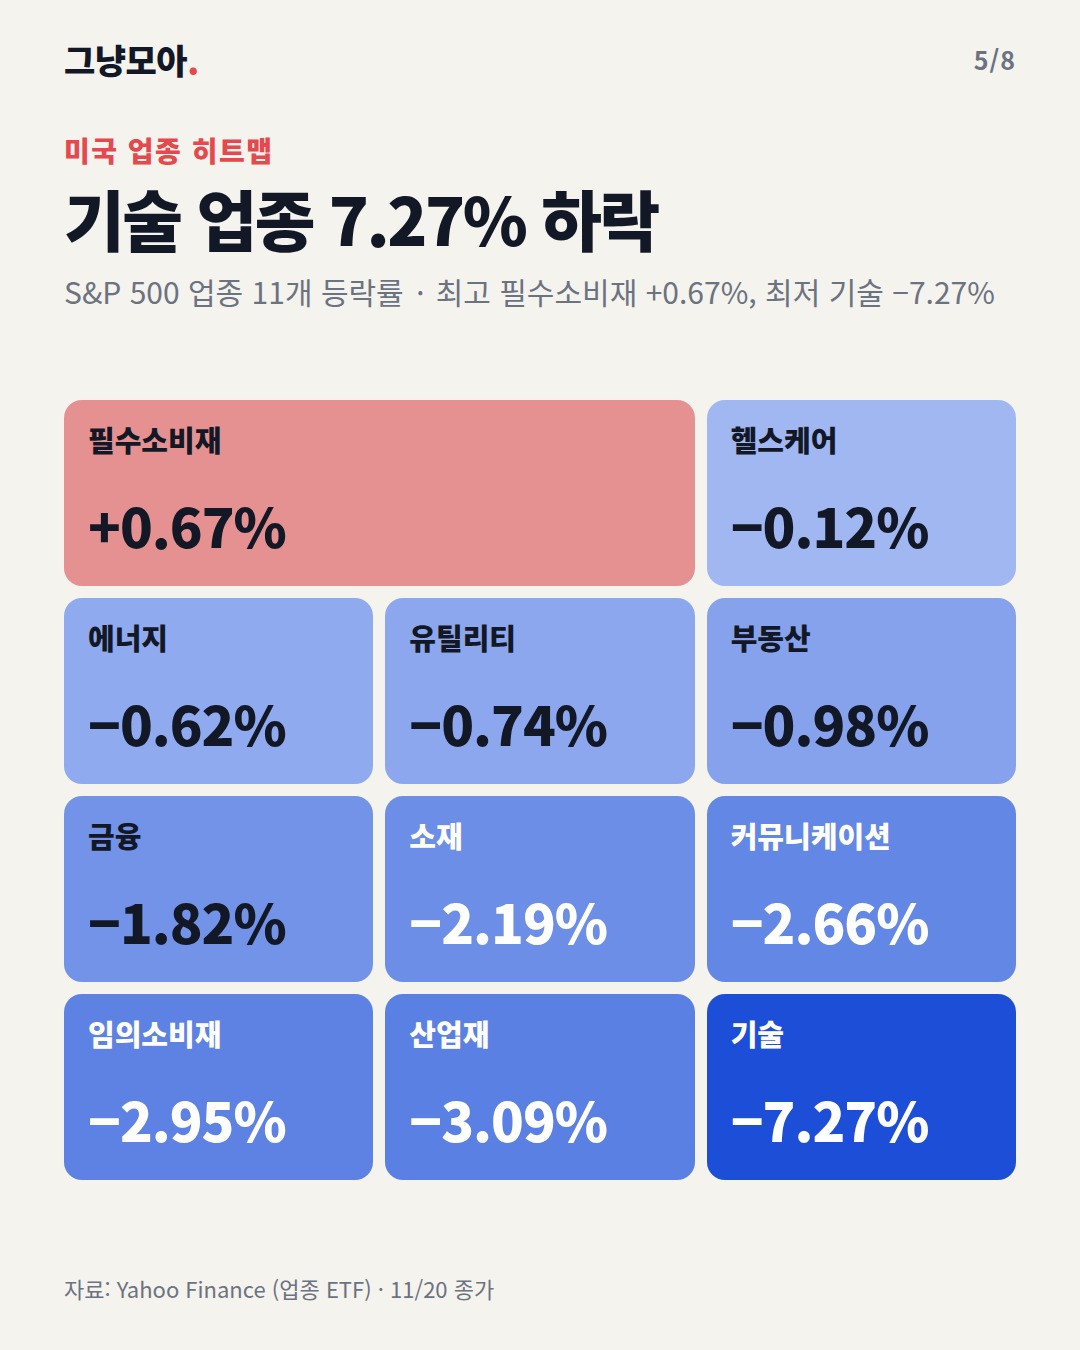 그냥모아.
5/8
미국 업종 히트맵
기술 업종 7.27% 하락
S&P 500 업종 11개 등락률 · 최고 필수소비재 +0.67%, 최저 기술 −7.27%
필수소비재
+0.67%
헬스케어
−0.12%
에너지
−0.62%
유틸리티
−0.74%
부동산
−0.98%
금융
−1.82%
소재
−2.19%
커뮤니케이션
−2.66%
임의소비재
−2.95%
산업재
−3.09%
기술
−7.27%
자료: Yahoo Finance (업종 ETF) · 11/20 종가